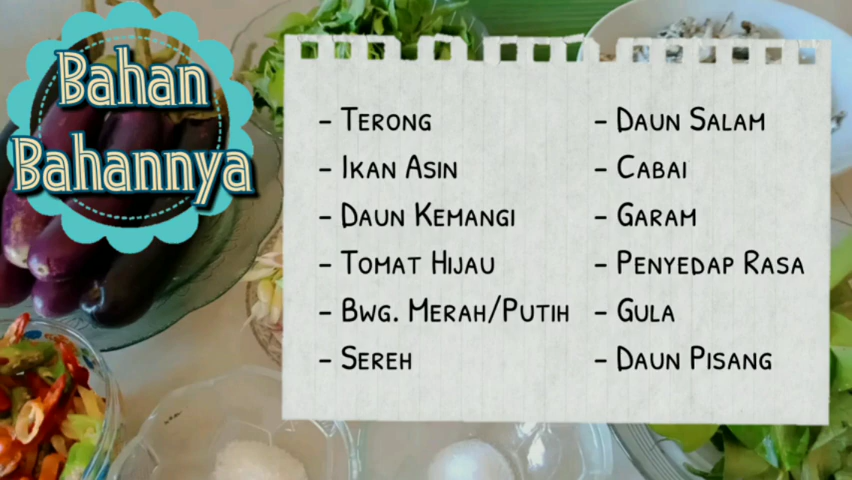 Bahan
Bahannya
- Terong
- Ikan Asin
- Daun Kemangi
- Tomat Hijau
- Bwg. Merah/Putih
- Sereh
- Daun Salam
- Cabai
- Garam
- Penyedap Rasa
- Gula
- Daun Pisang